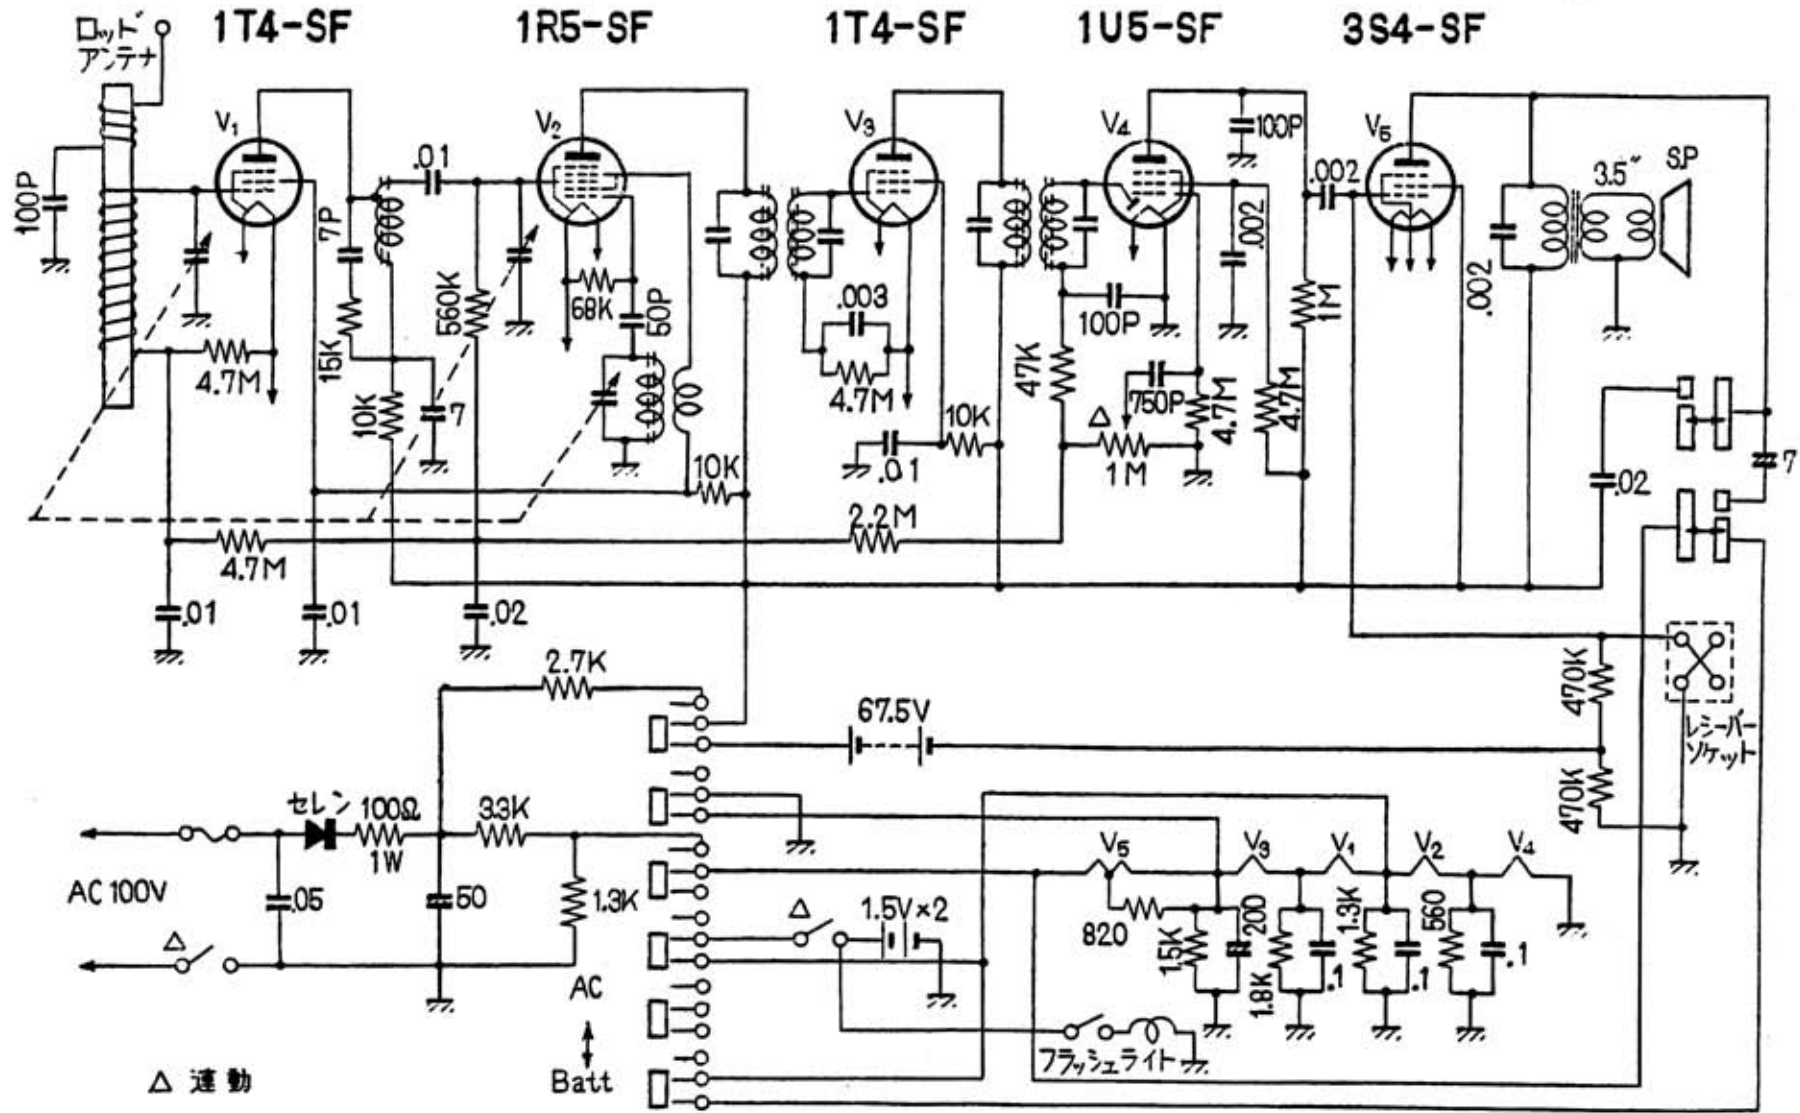 1T4-SF
1R5-SF
1T4-SF
1U5-SF
3S4-SF
ロッド
アンテナ
V₁
V₂
V₃
V₄
V₅
100P
.01
7P
15K
4.7M
10K
7
560K
68K
50P
10K
.003
4.7M
10K
.01
100P
47K
750P
4.7M
4.7M
△
1M
100P
.002
.002
1M
.002
3.5″
S.P
.02
7
2.2M
4.7M
.01
.01
.02
2.7K
67.5V
470K
470K
レシーバー
ソケット
セレン
100Ω
1W
3.3K
AC 100V
.05
50
1.3K
△
△
1.5V×2
V₅
V₃
V₁
V₂
V₄
820
1.5K
200
1.8K
.1
1.3K
.1
560
.1
フラッシュライト
AC
Batt
△ 連動